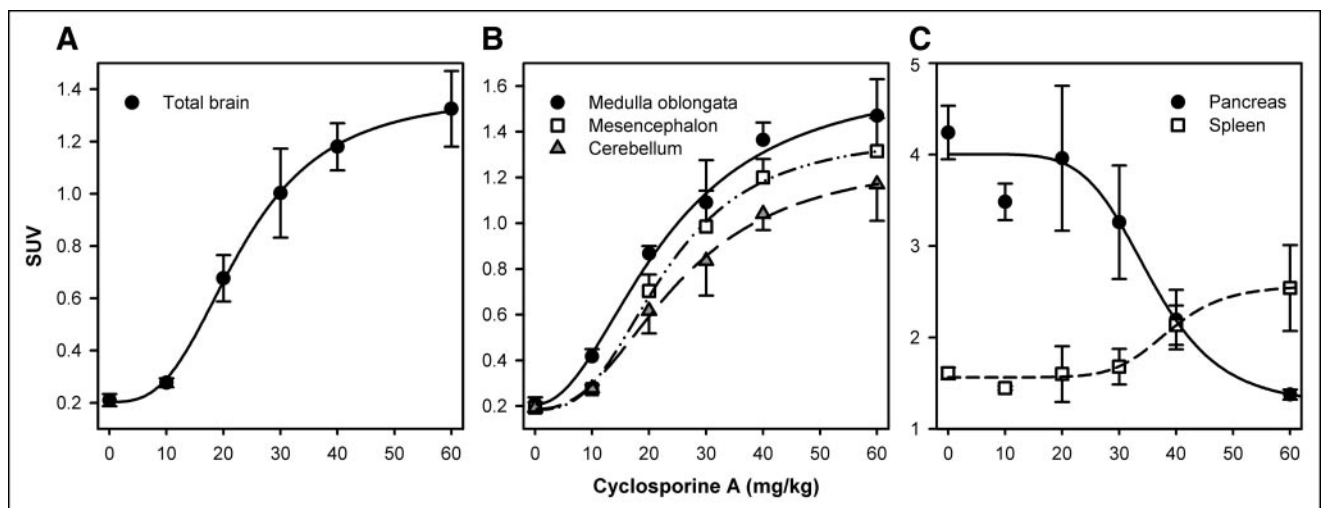 A
B
C
SUV
1.4
1.2
1.0
0.8
0.6
0.4
0.2
Total brain
0 10 20 30 40 60
1.6
1.4
1.2
1.0
0.8
0.6
0.4
0.2
Medulla oblongata
Mesencephalon
Cerebellum
0 10 20 30 40 60
5
4
3
2
1
Pancreas
Spleen
0 10 20 30 40 60
Cyclosporine A (mg/kg)